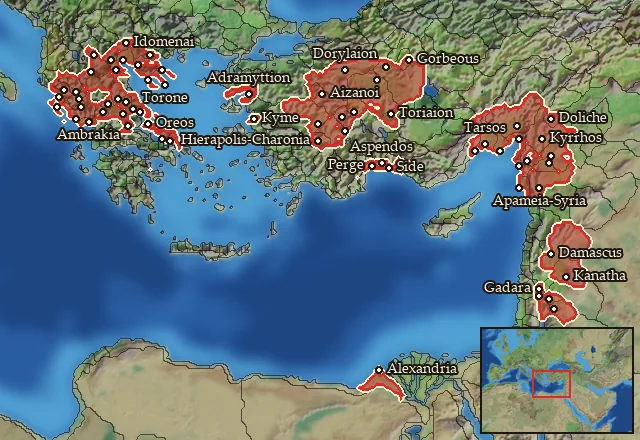 Idomenai
Dorylaion
Gorbeous
Adramyttion
Aizanoi
Torone
Kyme
Toriaion
Doliche
Oreos
Tarsos
Ambrakia
Hierapolis-Charonia
Kyrrhos
Aspendos
Perge
Side
Apameia-Syria
Damascus
Kanatha
Gadara
Alexandria